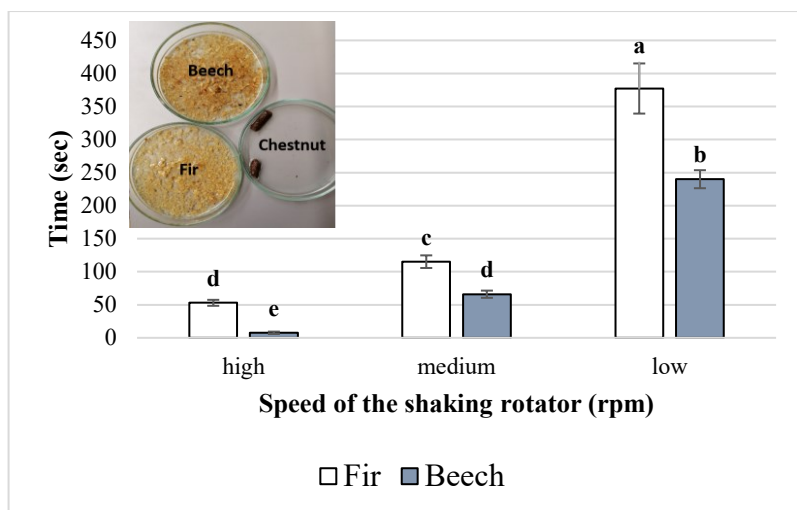 450
400
350
300
250
200
150
100
50
0
Time (sec)
Beech
Chestnut
Fir
d
e
c
d
a
b
high medium low
Speed of the shaking rotator (rpm)
Fir Beech